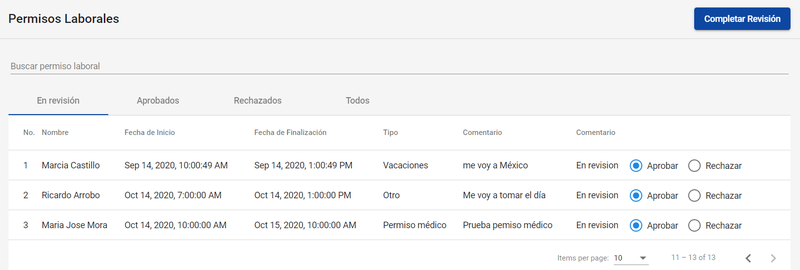 Permisos Laborales
Completar Revisión
Buscar permiso laboral
En revisión Aprobados Rechazados Todos
No. Nombre Fecha de Inicio Fecha de Finalización Tipo Comentario Comentario
1 Marcia Castillo Sep 14, 2020, 10:00:49 AM Sep 14, 2020, 1:00:49 PM Vacaciones me voy a México En revision Aprobar Rechazar
2 Ricardo Arrobo Oct 14, 2020, 7:00:00 AM Oct 14, 2020, 1:00:00 PM Otro Me voy a tomar el día En revision Aprobar Rechazar
3 Maria Jose Mora Oct 14, 2020, 10:00:00 AM Oct 15, 2020, 10:00:00 AM Permiso médico Prueba pemiso médico En revision Aprobar Rechazar
Items per page: 10 11 – 13 of 13